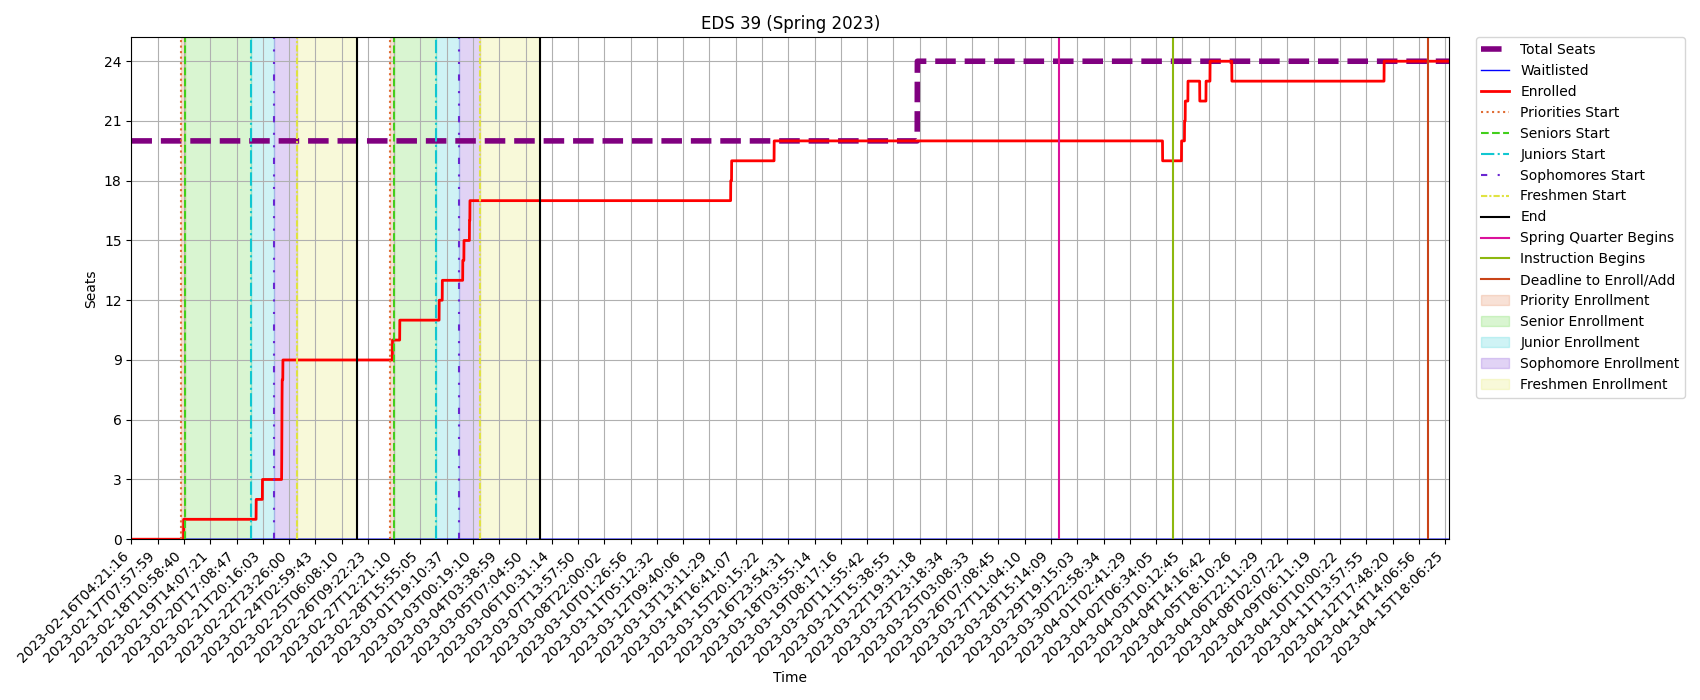 EDS 39 (Spring 2023)
Seats
24
21
18
15
12
9
6
3
0
2023-02-16T04:21:16
2023-02-17T07:57:59
2023-02-18T10:58:40
2023-02-19T14:07:21
2023-02-20T17:08:47
2023-02-21T20:16:03
2023-02-22T23:26:00
2023-02-24T02:59:43
2023-02-25T06:08:10
2023-02-26T09:22:23
2023-02-27T12:21:10
2023-02-28T15:55:05
2023-03-01T19:10:37
2023-03-03T00:19:10
2023-03-04T03:38:59
2023-03-05T07:04:50
2023-03-06T10:31:14
2023-03-07T13:57:50
2023-03-08T22:00:02
2023-03-10T01:26:56
2023-03-11T05:12:32
2023-03-12T09:40:06
2023-03-13T13:11:29
2023-03-14T16:41:07
2023-03-15T20:15:22
2023-03-16T23:54:31
2023-03-18T03:55:14
2023-03-19T08:17:16
2023-03-20T11:55:42
2023-03-21T15:38:55
2023-03-22T19:31:18
2023-03-23T23:18:34
2023-03-25T03:08:33
2023-03-26T07:08:45
2023-03-27T11:04:10
2023-03-28T15:14:09
2023-03-29T19:15:03
2023-03-30T22:58:34
2023-04-01T02:41:29
2023-04-02T06:34:05
2023-04-03T10:12:45
2023-04-04T14:16:42
2023-04-05T18:10:26
2023-04-06T22:11:29
2023-04-08T02:07:22
2023-04-09T06:11:19
2023-04-10T10:00:22
2023-04-11T13:57:55
2023-04-12T17:48:20
2023-04-14T14:06:56
2023-04-15T18:06:25
Time
Total Seats
Waitlisted
Enrolled
Priorities Start
Seniors Start
Juniors Start
Sophomores Start
Freshmen Start
End
Spring Quarter Begins
Instruction Begins
Deadline to Enroll/Add
Priority Enrollment
Senior Enrollment
Junior Enrollment
Sophomore Enrollment
Freshmen Enrollment